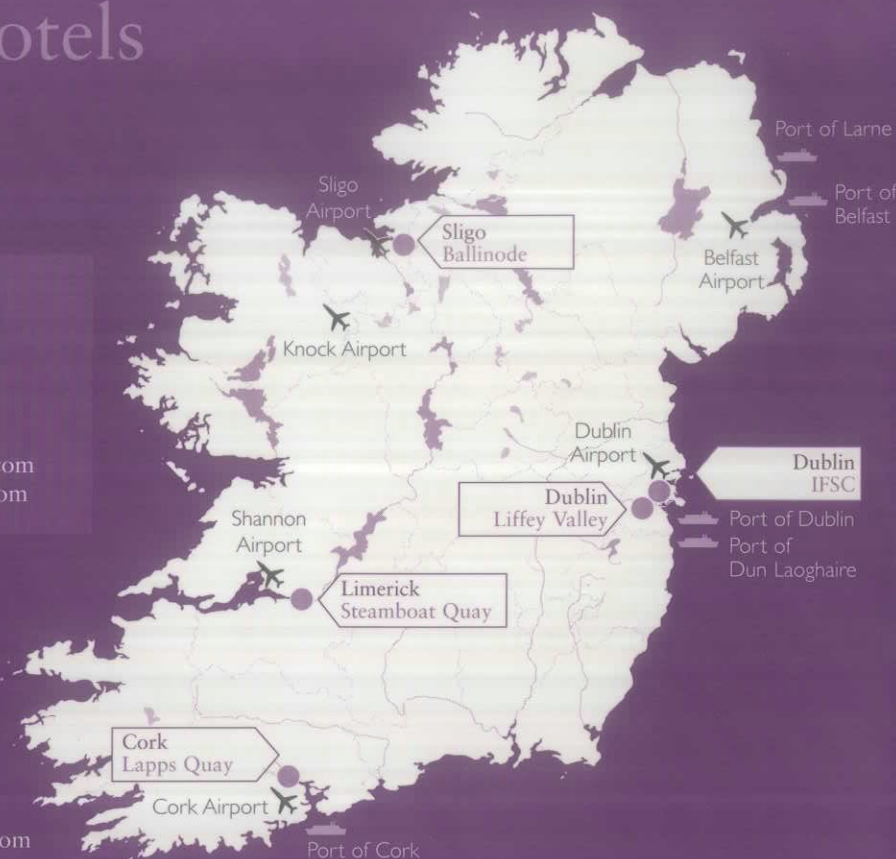 otels
Port of Larne
Port of
Belfast
Sligo
Airport
Sligo
Ballinode
Belfast
Airport
Knock Airport
Dublin
Airport
Dublin
IFSC
om
om
Dublin
Liffey Valley
Port of Dublin
Port of
Dun Laoghaire
Shannon
Airport
Limerick
Steamboat Quay
Cork
Lapps Quay
Cork Airport
om
Port of Cork